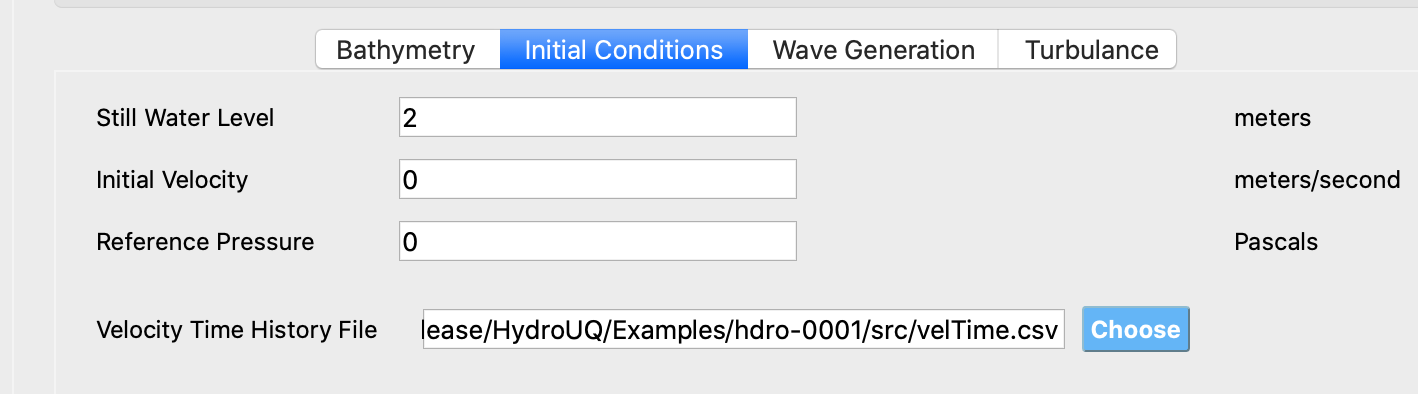 Bathymetry Initial Conditions Wave Generation Turbulance
Still Water Level 2 meters
Initial Velocity 0 meters/second
Reference Pressure 0 Pascals
Velocity Time History File lease/HydroUQ/Examples/hdro-0001/src/velTime.csv Choose